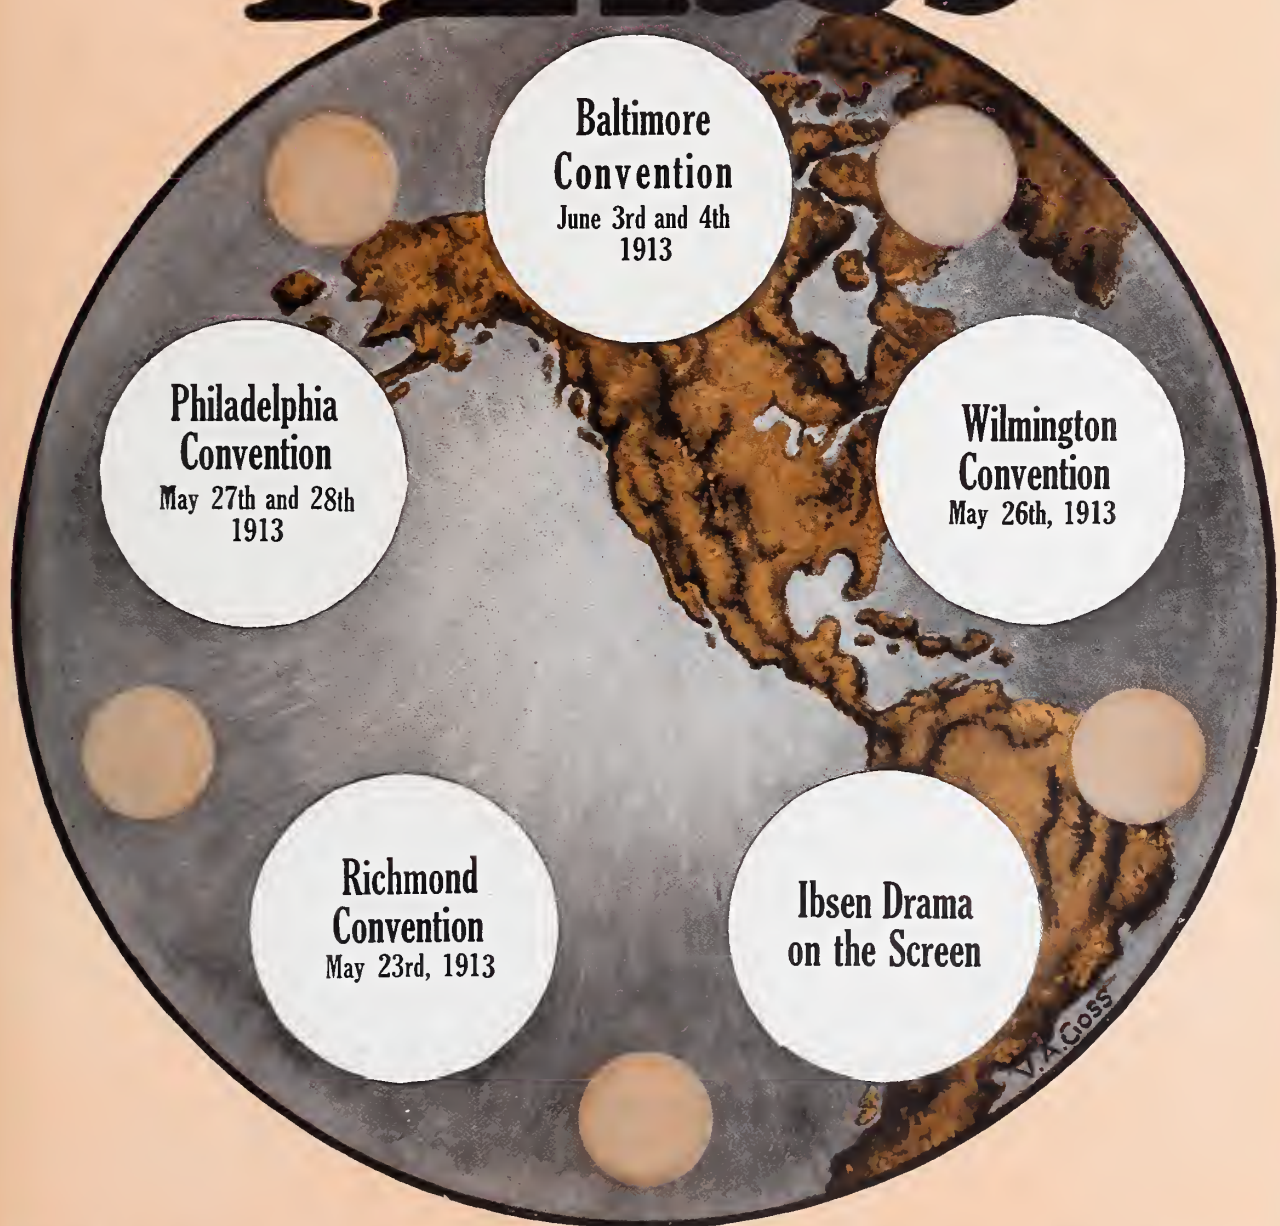 Baltimore
Convention
June 3rd and 4th
1913
Philadelphia
Convention
May 27th and 28th
1913
Wilmington
Convention
May 26th, 1913
Richmond
Convention
May 23rd, 1913
Ibsen Drama
on the Screen
V.A.Goss